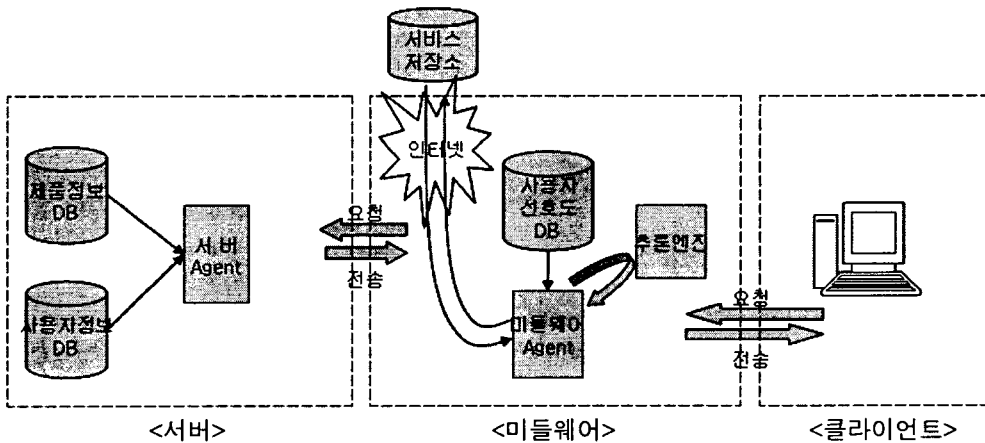 서비스
저장소
인터넷
제품정보
DB
사용자정보
DB
서버
Agent
요청
전송
사용자
선호도
DB
추론엔진
미들웨어
Agent
요청
전송
<서버>
<미들웨어>
<클라이언트>